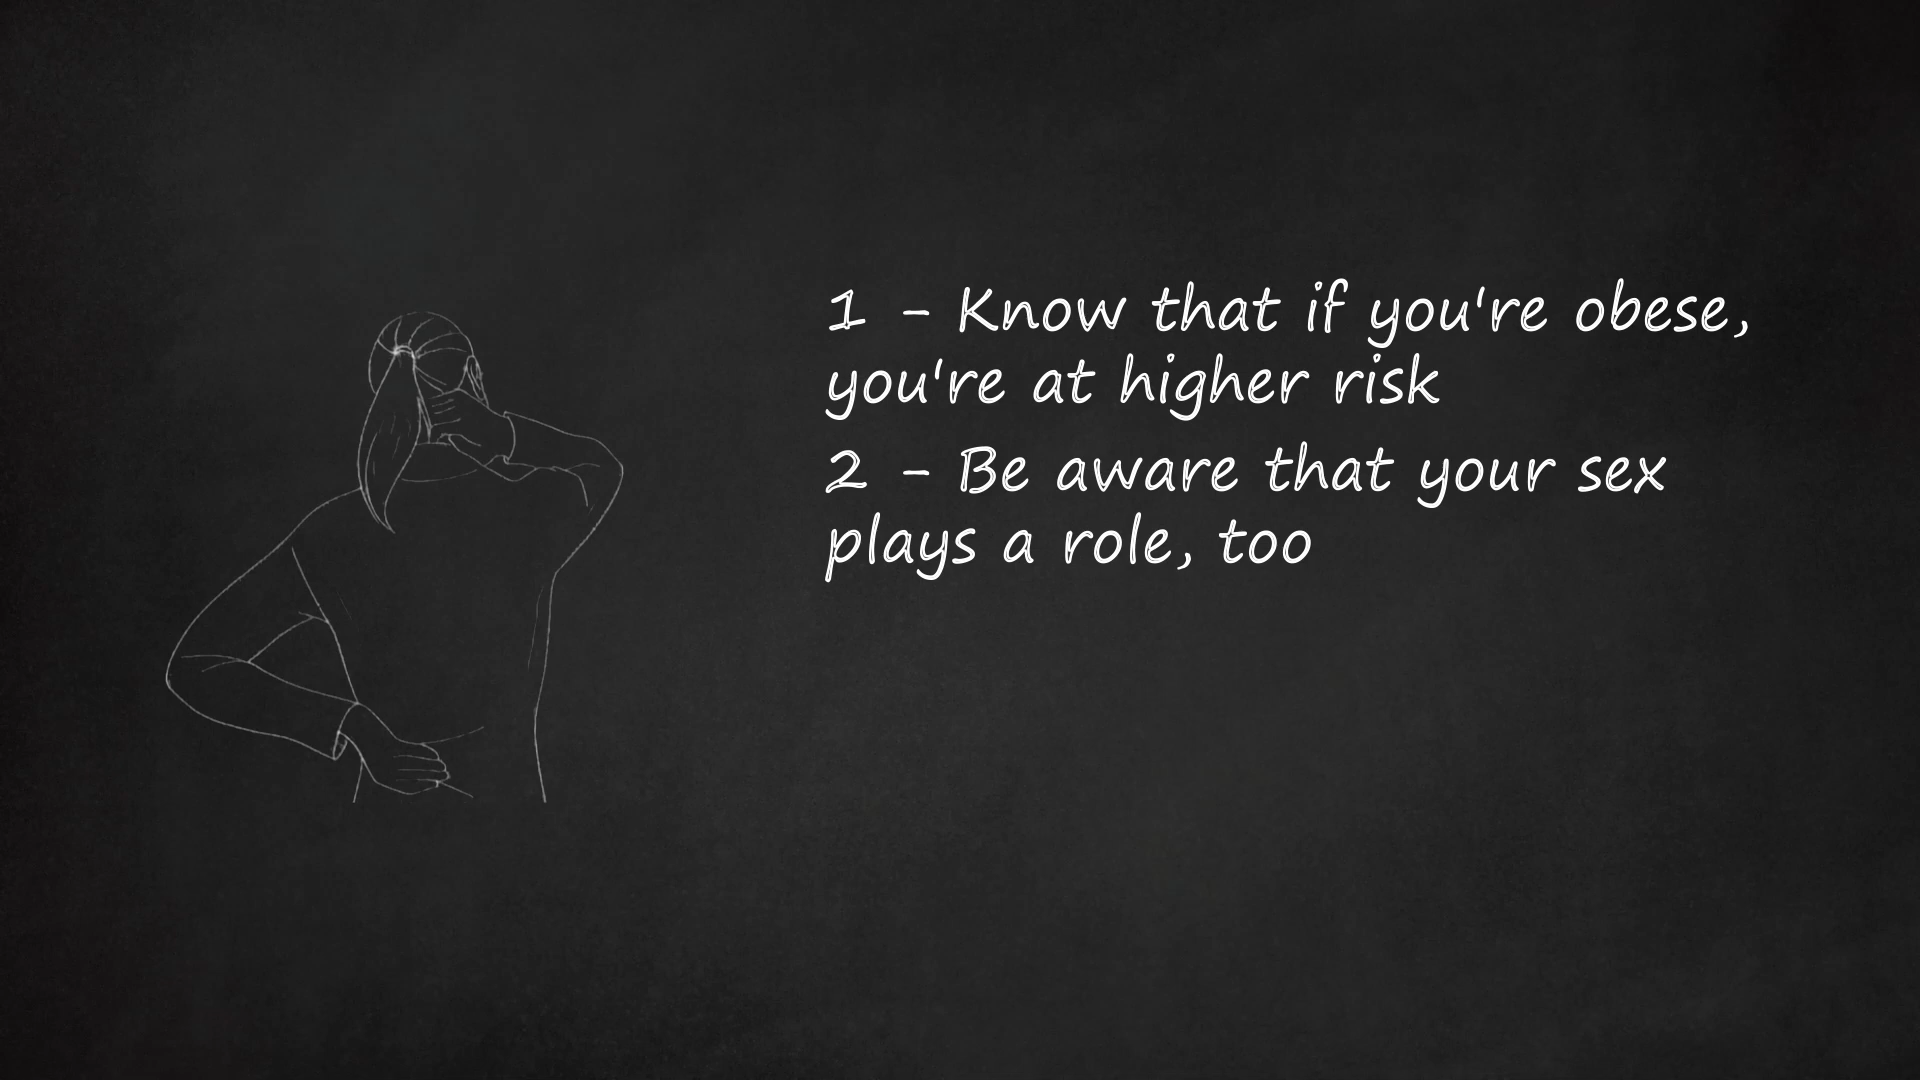 1 - Know that if you're obese,
you're at higher risk
2 - Be aware that your sex
plays a role, too